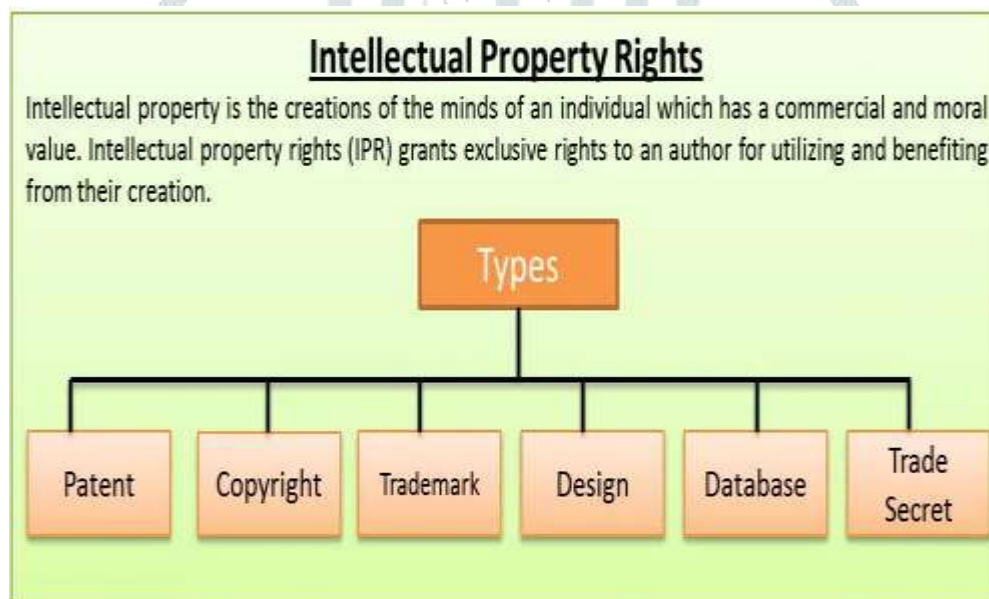 Intellectual Property Rights
Intellectual property is the creations of the minds of an individual which has a commercial and moral
value. Intellectual property rights (IPR) grants exclusive rights to an author for utilizing and benefiting
from their creation.
Types
Patent
Copyright
Trademark
Design
Database
Trade
Secret